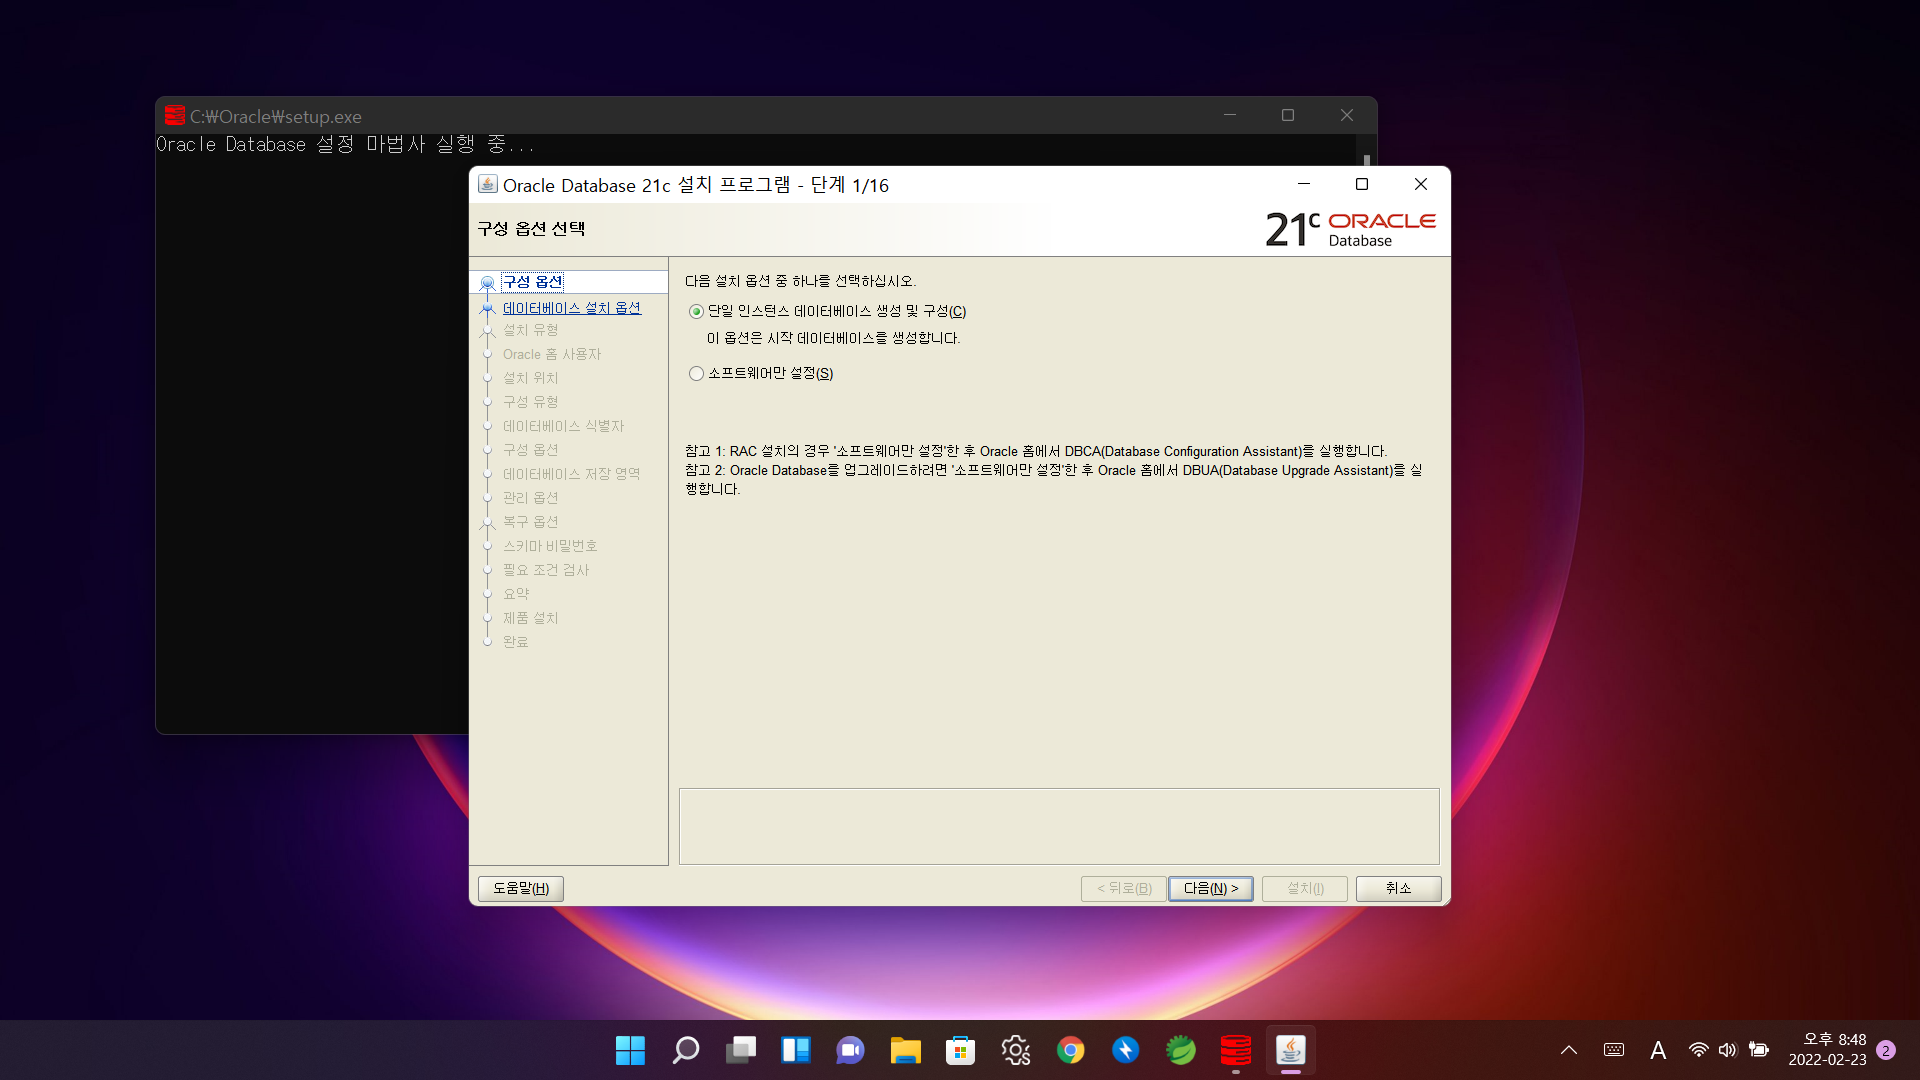 C:₩Oracle₩setup.exe
Oracle Database 설정 마법사 실행 중...
Oracle Database 21c 설치 프로그램 - 단계 1/16
구성 옵션 선택
21c ORACLE
Database
구성 옵션
데이터베이스 설치 옵션
설치 유형
Oracle 홈 사용자
설치 위치
구성 유형
데이터베이스 식별자
구성 옵션
데이터베이스 저장 영역
관리 옵션
복구 옵션
스키마 비밀번호
필요 조건 검사
요약
제품 설치
완료
다음 설치 옵션 중 하나를 선택하십시오.
단일 인스턴스 데이터베이스 생성 및 구성(C)
이 옵션은 시작 데이터베이스를 생성합니다.
소프트웨어만 설정(S)
참고 1: RAC 설치의 경우 '소프트웨어만 설정'한 후 Oracle 홈에서 DBCA(Database Configuration Assistant)를 실행합니다.
참고 2: Oracle Database를 업그레이드하려면 '소프트웨어만 설정'한 후 Oracle 홈에서 DBUA(Database Upgrade Assistant)를 실
행합니다.
도움말(H)
< 뒤로(B)
다음(N) >
설치(I)
취소
A
오후 8:48
2022-02-23
2